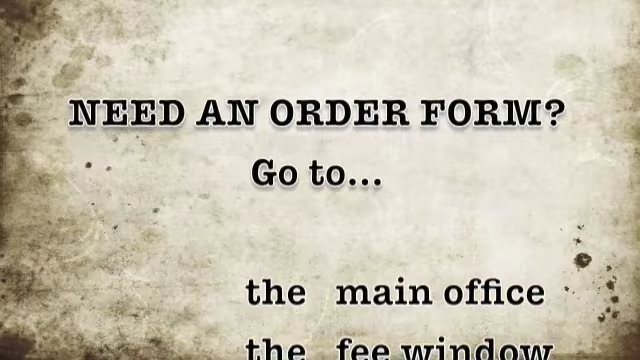 NEED AN ORDER FORM?
Go to...
the main office
the fee window